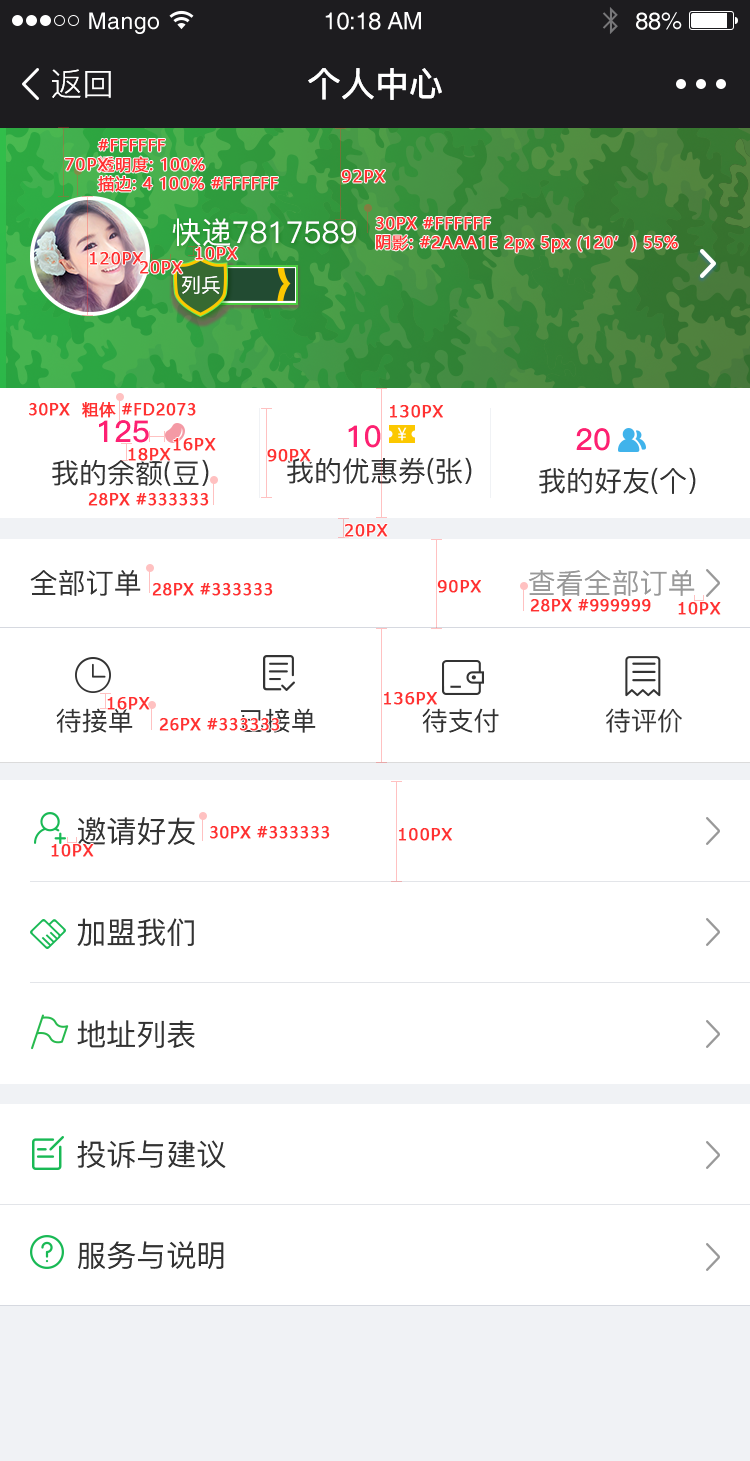 Mango 10:18 AM 88%
返回 个人中心
#FFFFFF
70PX 透明度: 100%
描边: 4 100% #FFFFFF
92PX
快递7817589
30PX #FFFFFF
阴影: #2AAA1E 2px 5px (120′) 55%
120PX
20PX
10PX
列兵
30PX 粗体 #FD2073
130PX
125
10
¥
20
18PX
16PX
90PX
我的余额(豆)
我的优惠券(张)
我的好友(个)
28PX #333333
20PX
全部订单
28PX #333333
90PX
查看全部订单
28PX #999999
10PX
136PX
16PX
待接单
已接单
待支付
待评价
26PX #333333
邀请好友
30PX #333333
100PX
10PX
加盟我们
地址列表
投诉与建议
服务与说明